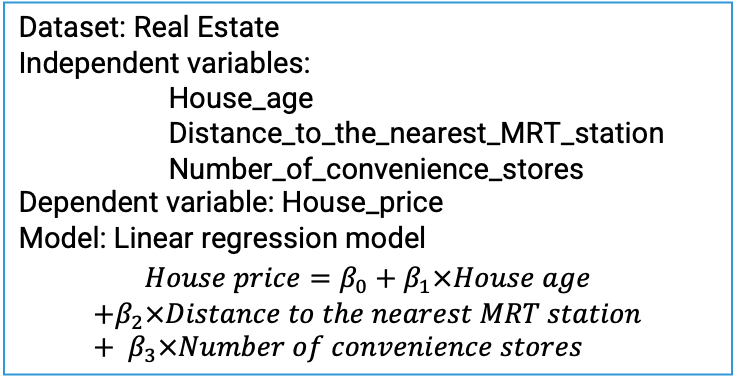 Dataset: Real Estate
Independent variables:
House_age
Distance_to_the_nearest_MRT_station
Number_of_convenience_stores
Dependent variable: House_price
Model: Linear regression model
House price = β₀ + β₁×House age
+β₂×Distance to the nearest MRT station
+ β₃×Number of convenience stores